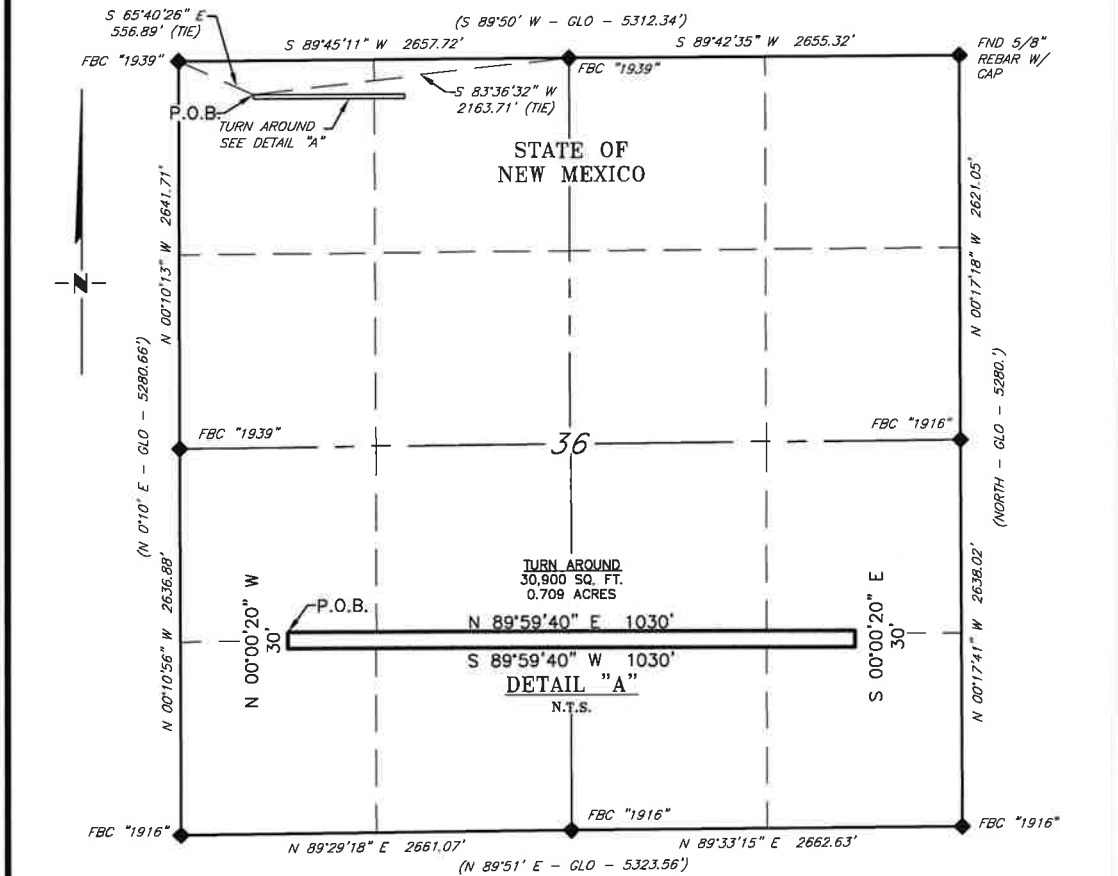 S 65°40'26" E
556.89' (TIE)
(S 89°50' W - GLO - 5312.34')
S 89°45'11" W 2657.72'
S 89°42'35" W 2655.32'
FBC "1939"
FBC "1939"
FND 5/8"
REBAR W/
CAP
S 83°36'32" W
2163.71' (TIE)
P.O.B.
TURN AROUND
SEE DETAIL "A"
STATE OF
NEW MEXICO
N 00°10'13" W 2641.71'
N 00°17'18" W 2621.05'
N
(N 0°10' E - GLO - 5280.66')
(NORTH - GLO - 5280.')
FBC "1939"
36
FBC "1916"
N 00°10'56" W 2636.88'
N 00°17'41" W 2638.02'
TURN AROUND
30,900 SQ. FT.
0.709 ACRES
N 00°00'20" W
30'
P.O.B.
N 89°59'40" E 1030'
S 89°59'40" W 1030'
S 00°00'20" E
30'
DETAIL "A"
N.T.S.
FBC "1916"
FBC "1916"
FBC "1916"
N 89°29'18" E 2661.07'
N 89°33'15" E 2662.63'
(N 89°51' E - GLO - 5323.56')